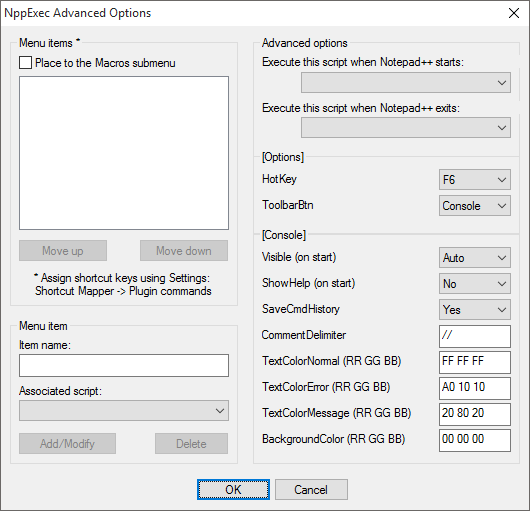 NppExec Advanced Options
Menu items *
Place to the Macros submenu
Move up
Move down
* Assign shortcut keys using Settings:
Shortcut Mapper -> Plugin commands
Menu item
Item name:
Associated script:
Add/Modify
Delete
Advanced options
Execute this script when Notepad++ starts:
Execute this script when Notepad++ exits:
[Options]
HotKey
F6
ToolbarBtn
Console
[Console]
Visible (on start)
Auto
ShowHelp (on start)
No
SaveCmdHistory
Yes
CommentDelimiter
//
TextColorNormal (RR GG BB)
FF FF FF
TextColorError (RR GG BB)
A0 10 10
TextColorMessage (RR GG BB)
20 80 20
BackgroundColor (RR GG BB)
00 00 00
OK
Cancel